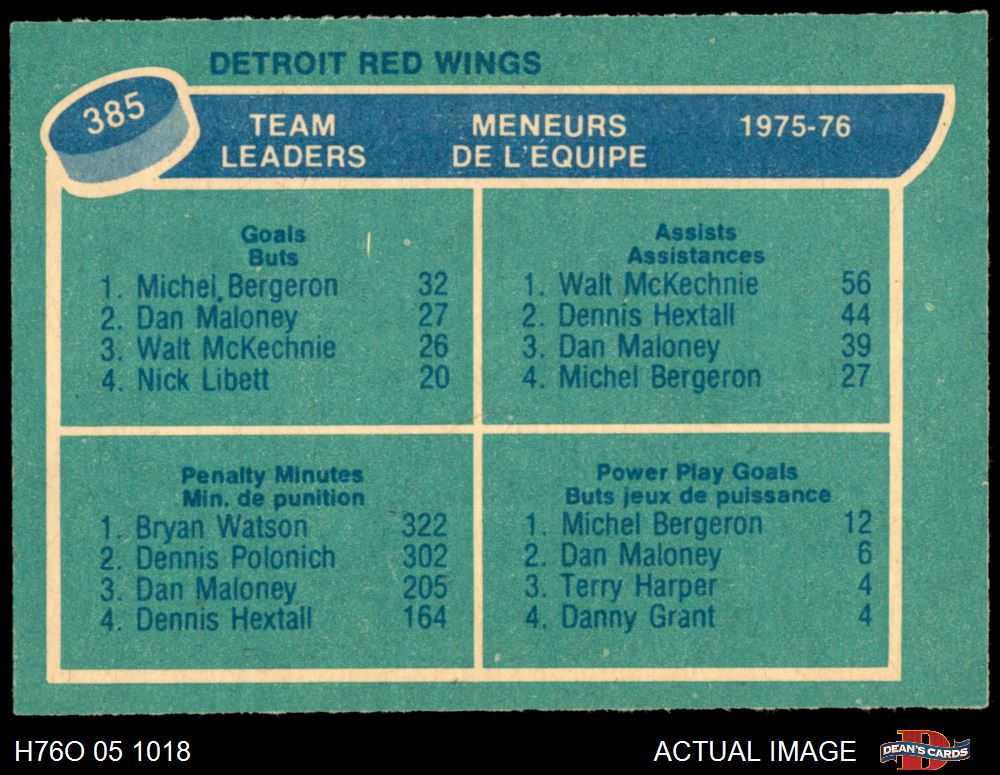 DETROIT RED WINGS
385
TEAM LEADERS
MENEURS DE L'ÉQUIPE
1975-76
Goals
Buts
1. Michel Bergeron 32
2. Dan Maloney 27
3. Walt McKechnie 26
4. Nick Libett 20
Assists
Assistances
1. Walt McKechnie 56
2. Dennis Hextall 44
3. Dan Maloney 39
4. Michel Bergeron 27
Penalty Minutes
Min. de punition
1. Bryan Watson 322
2. Dennis Polonich 302
3. Dan Maloney 205
4. Dennis Hextall 164
Power Play Goals
Buts jeux de puissance
1. Michel Bergeron 12
2. Dan Maloney 6
3. Terry Harper 4
4. Danny Grant 4
H76O 05 1018
ACTUAL IMAGE
D
DEAN'S CARDS